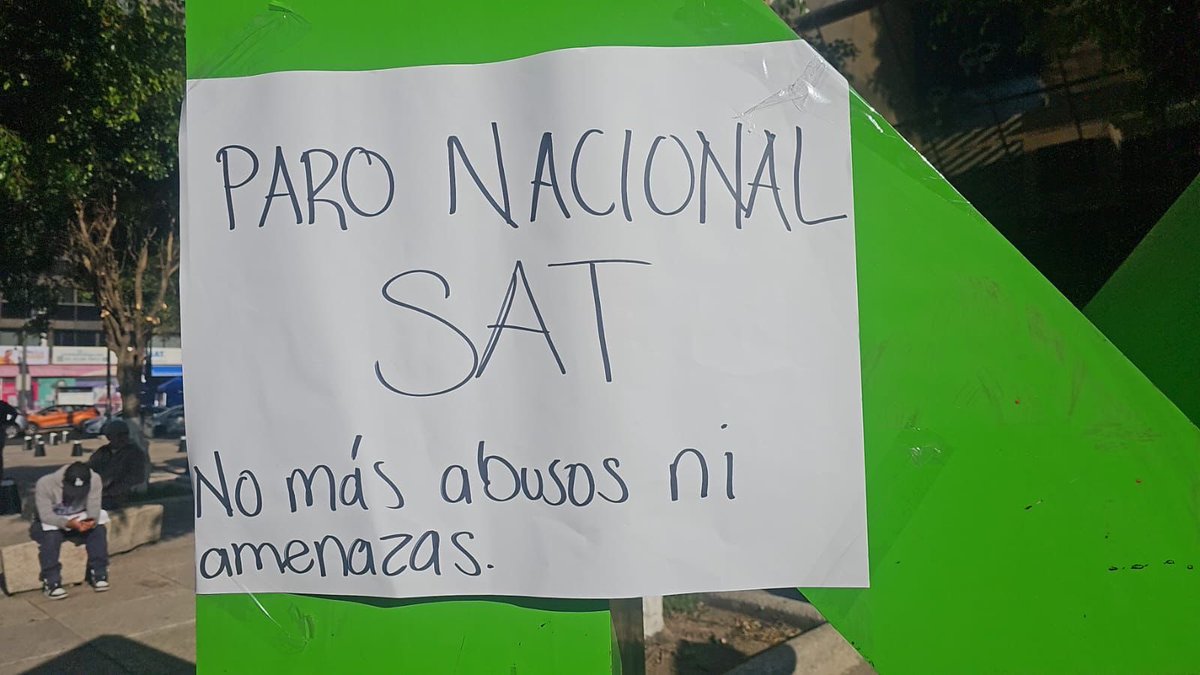 PARO NACIONAL
SAT
No más abusos ni
amenazas.